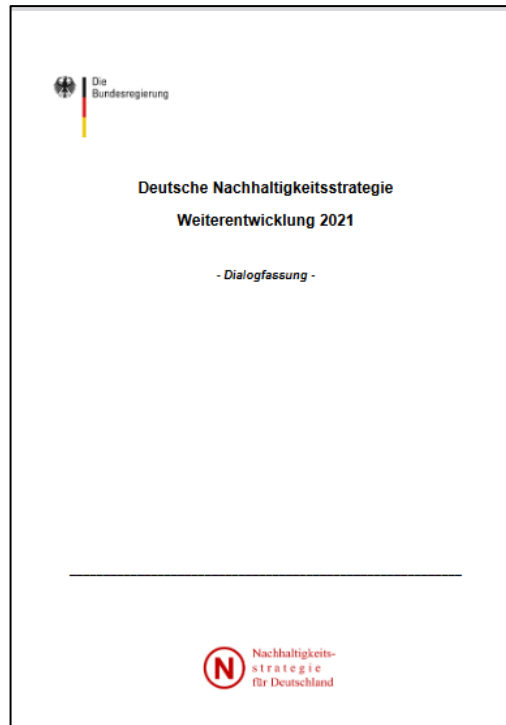 Die
Bundesregierung
Deutsche Nachhaltigkeitsstrategie
Weiterentwicklung 2021
- Dialogfassung -
N
Nachhaltigkeits-
strategie
für Deutschland